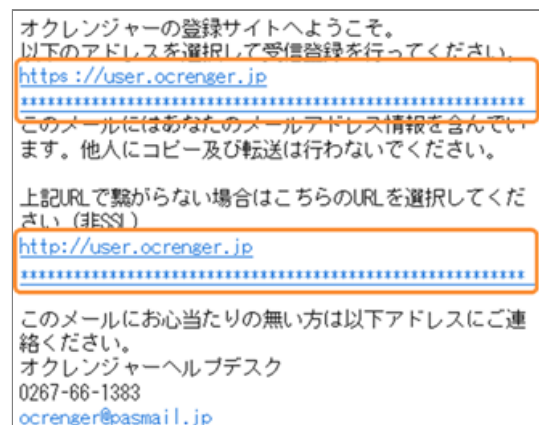 オクレンジャーの登録サイトへようこそ。
以下のアドレスを選択して受信登録を行ってください。
https://user.ocrenger.jp
*********************************************************
このメールにはあなたのメールアドレス情報を含んでい
ます。他人にコピー及び転送は行わないでください。
上記URLで繋がらない場合はこちらのURLを選択してくだ
さい（非SSL）
http://user.ocrenger.jp
*********************************************************
このメールにお心当たりの無い方は以下アドレスにご連
絡ください。
オクレンジャーヘルプデスク
0267-66-1383
ocrenger@pasmail.jp